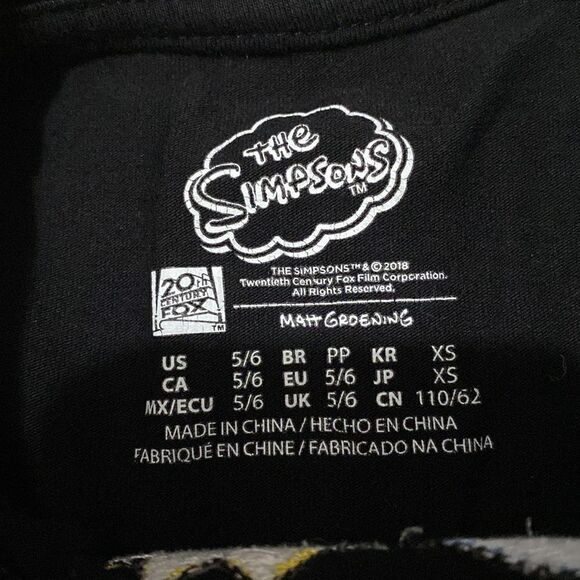 THE
SIMPSONS
TM
THE SIMPSONS™ & © 2018
Twentieth Century Fox Film Corporation.
All Rights Reserved.
20TH
CENTURY
FOX
TM
MATT GROENING
US 5/6 BR PP KR XS
CA 5/6 EU 5/6 JP XS
MX/ECU 5/6 UK 5/6 CN 110/62
MADE IN CHINA / HECHO EN CHINA
FABRIQUÉ EN CHINE / FABRICADO NA CHINA